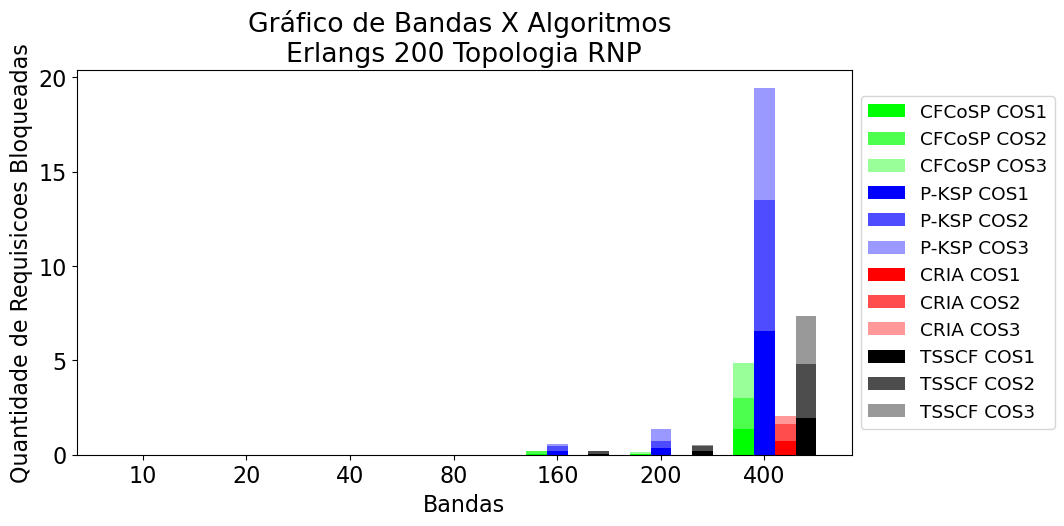 Gráfico de Bandas X Algoritmos
Erlangs 200 Topologia RNP
Quantidade de Requisicoes Bloqueadas
20
15
10
5
0
10
20
40
80
160
200
400
Bandas
CFCoSP COS1
CFCoSP COS2
CFCoSP COS3
P-KSP COS1
P-KSP COS2
P-KSP COS3
CRIA COS1
CRIA COS2
CRIA COS3
TSSCF COS1
TSSCF COS2
TSSCF COS3